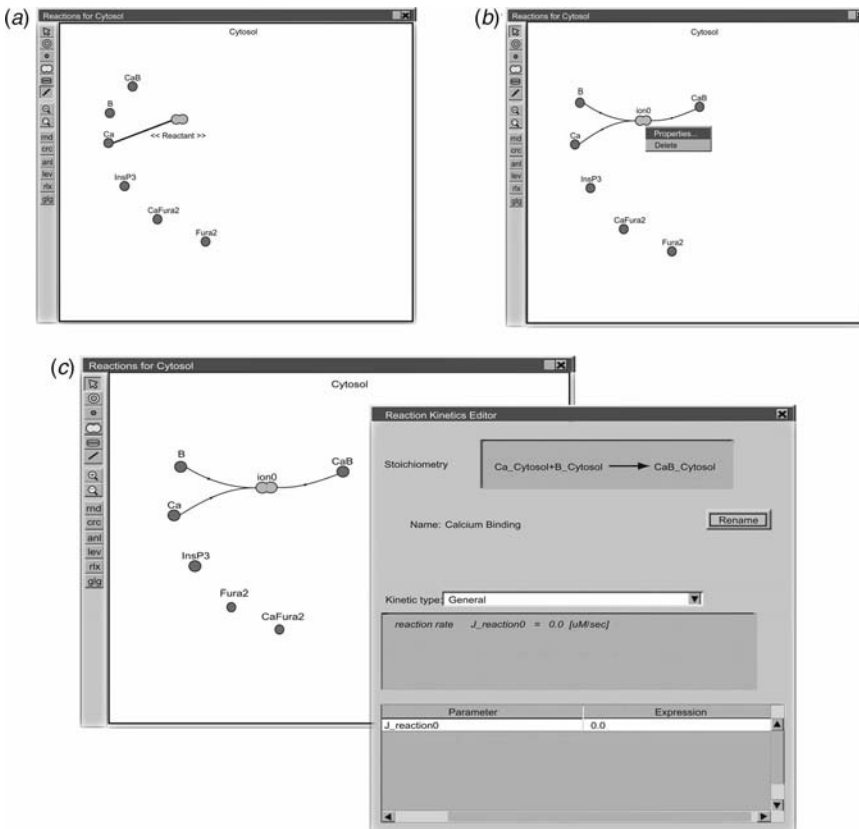 (a)
Reactions for Cytosol
Cytosol
CaB
B
Ca
<< Reactant >>
InsP3
CaFura2
Fura2
rnd
crc
anl
lev
rlx
glg
(b)
Reactions for Cytosol
Cytosol
B
ion0
CaB
Ca
Properties...
Delete
InsP3
CaFura2
Fura2
rnd
crc
anl
lev
rlx
glg
(c)
Reactions for Cytosol
Cytosol
B
ion0
CaB
Ca
InsP3
Fura2
CaFura2
rnd
crc
anl
lev
rlx
glg
Reaction Kinetics Editor
Stoichiometry
Ca_Cytosol+B_Cytosol CaB_Cytosol
Name: Calcium Binding
Rename
Kinetic type: General
reaction rate J_reaction0 = 0.0 [uM/sec]
Parameter Expression
J_reaction0 0.0